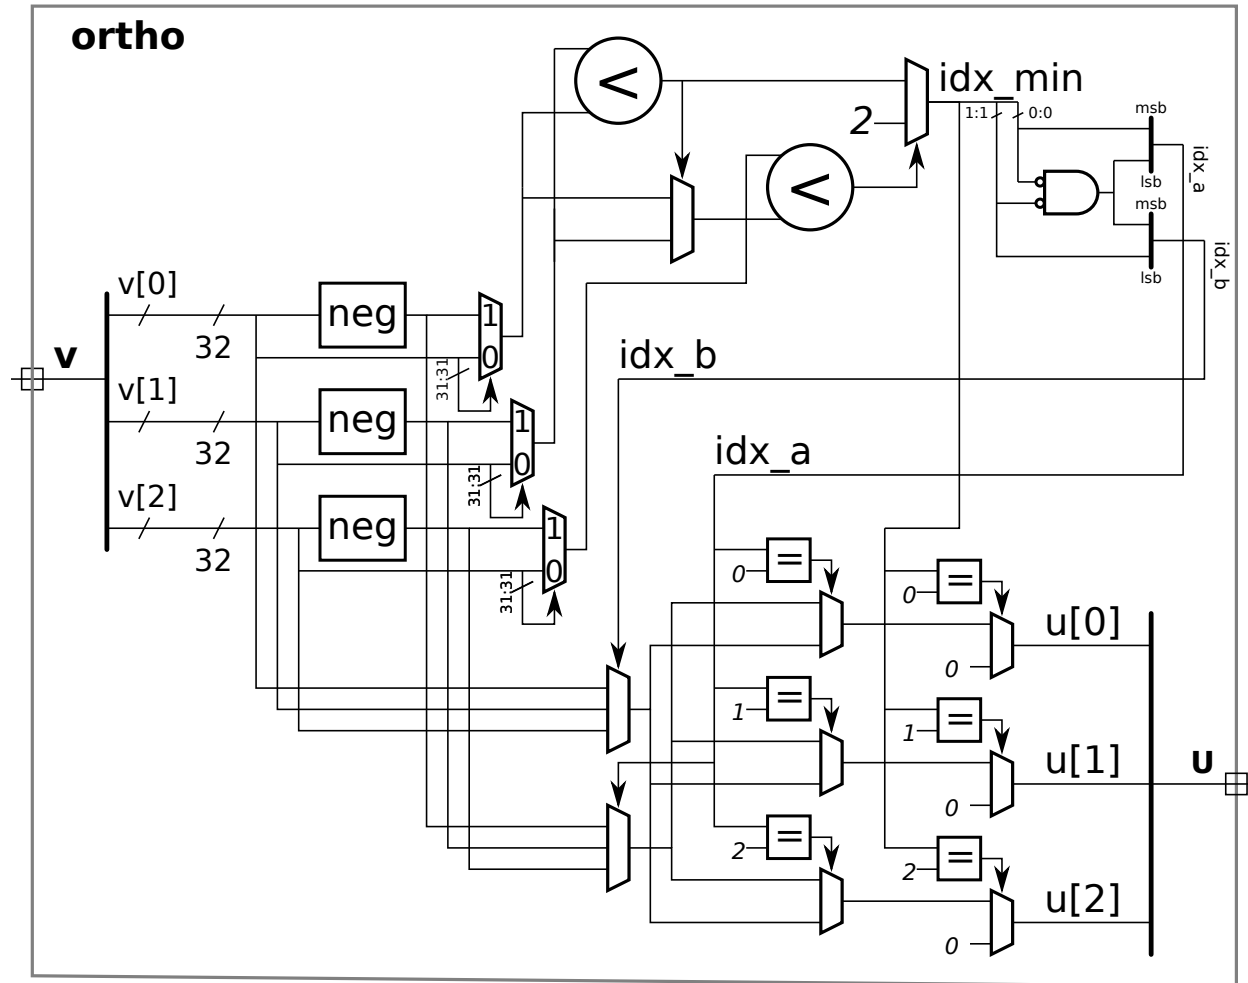 ortho
<
idx_min
2
1:1
0:0
msb
idx_a
<
lsb
msb
idx_b
lsb
v[0]
neg
1
32
0
31:31
v
idx_b
v[1]
neg
1
32
0
31:31
idx_a
v[2]
neg
1
32
0
31:31
=
0
=
0
u[0]
0
=
1
=
1
u[1]
U
0
=
2
=
2
u[2]
0